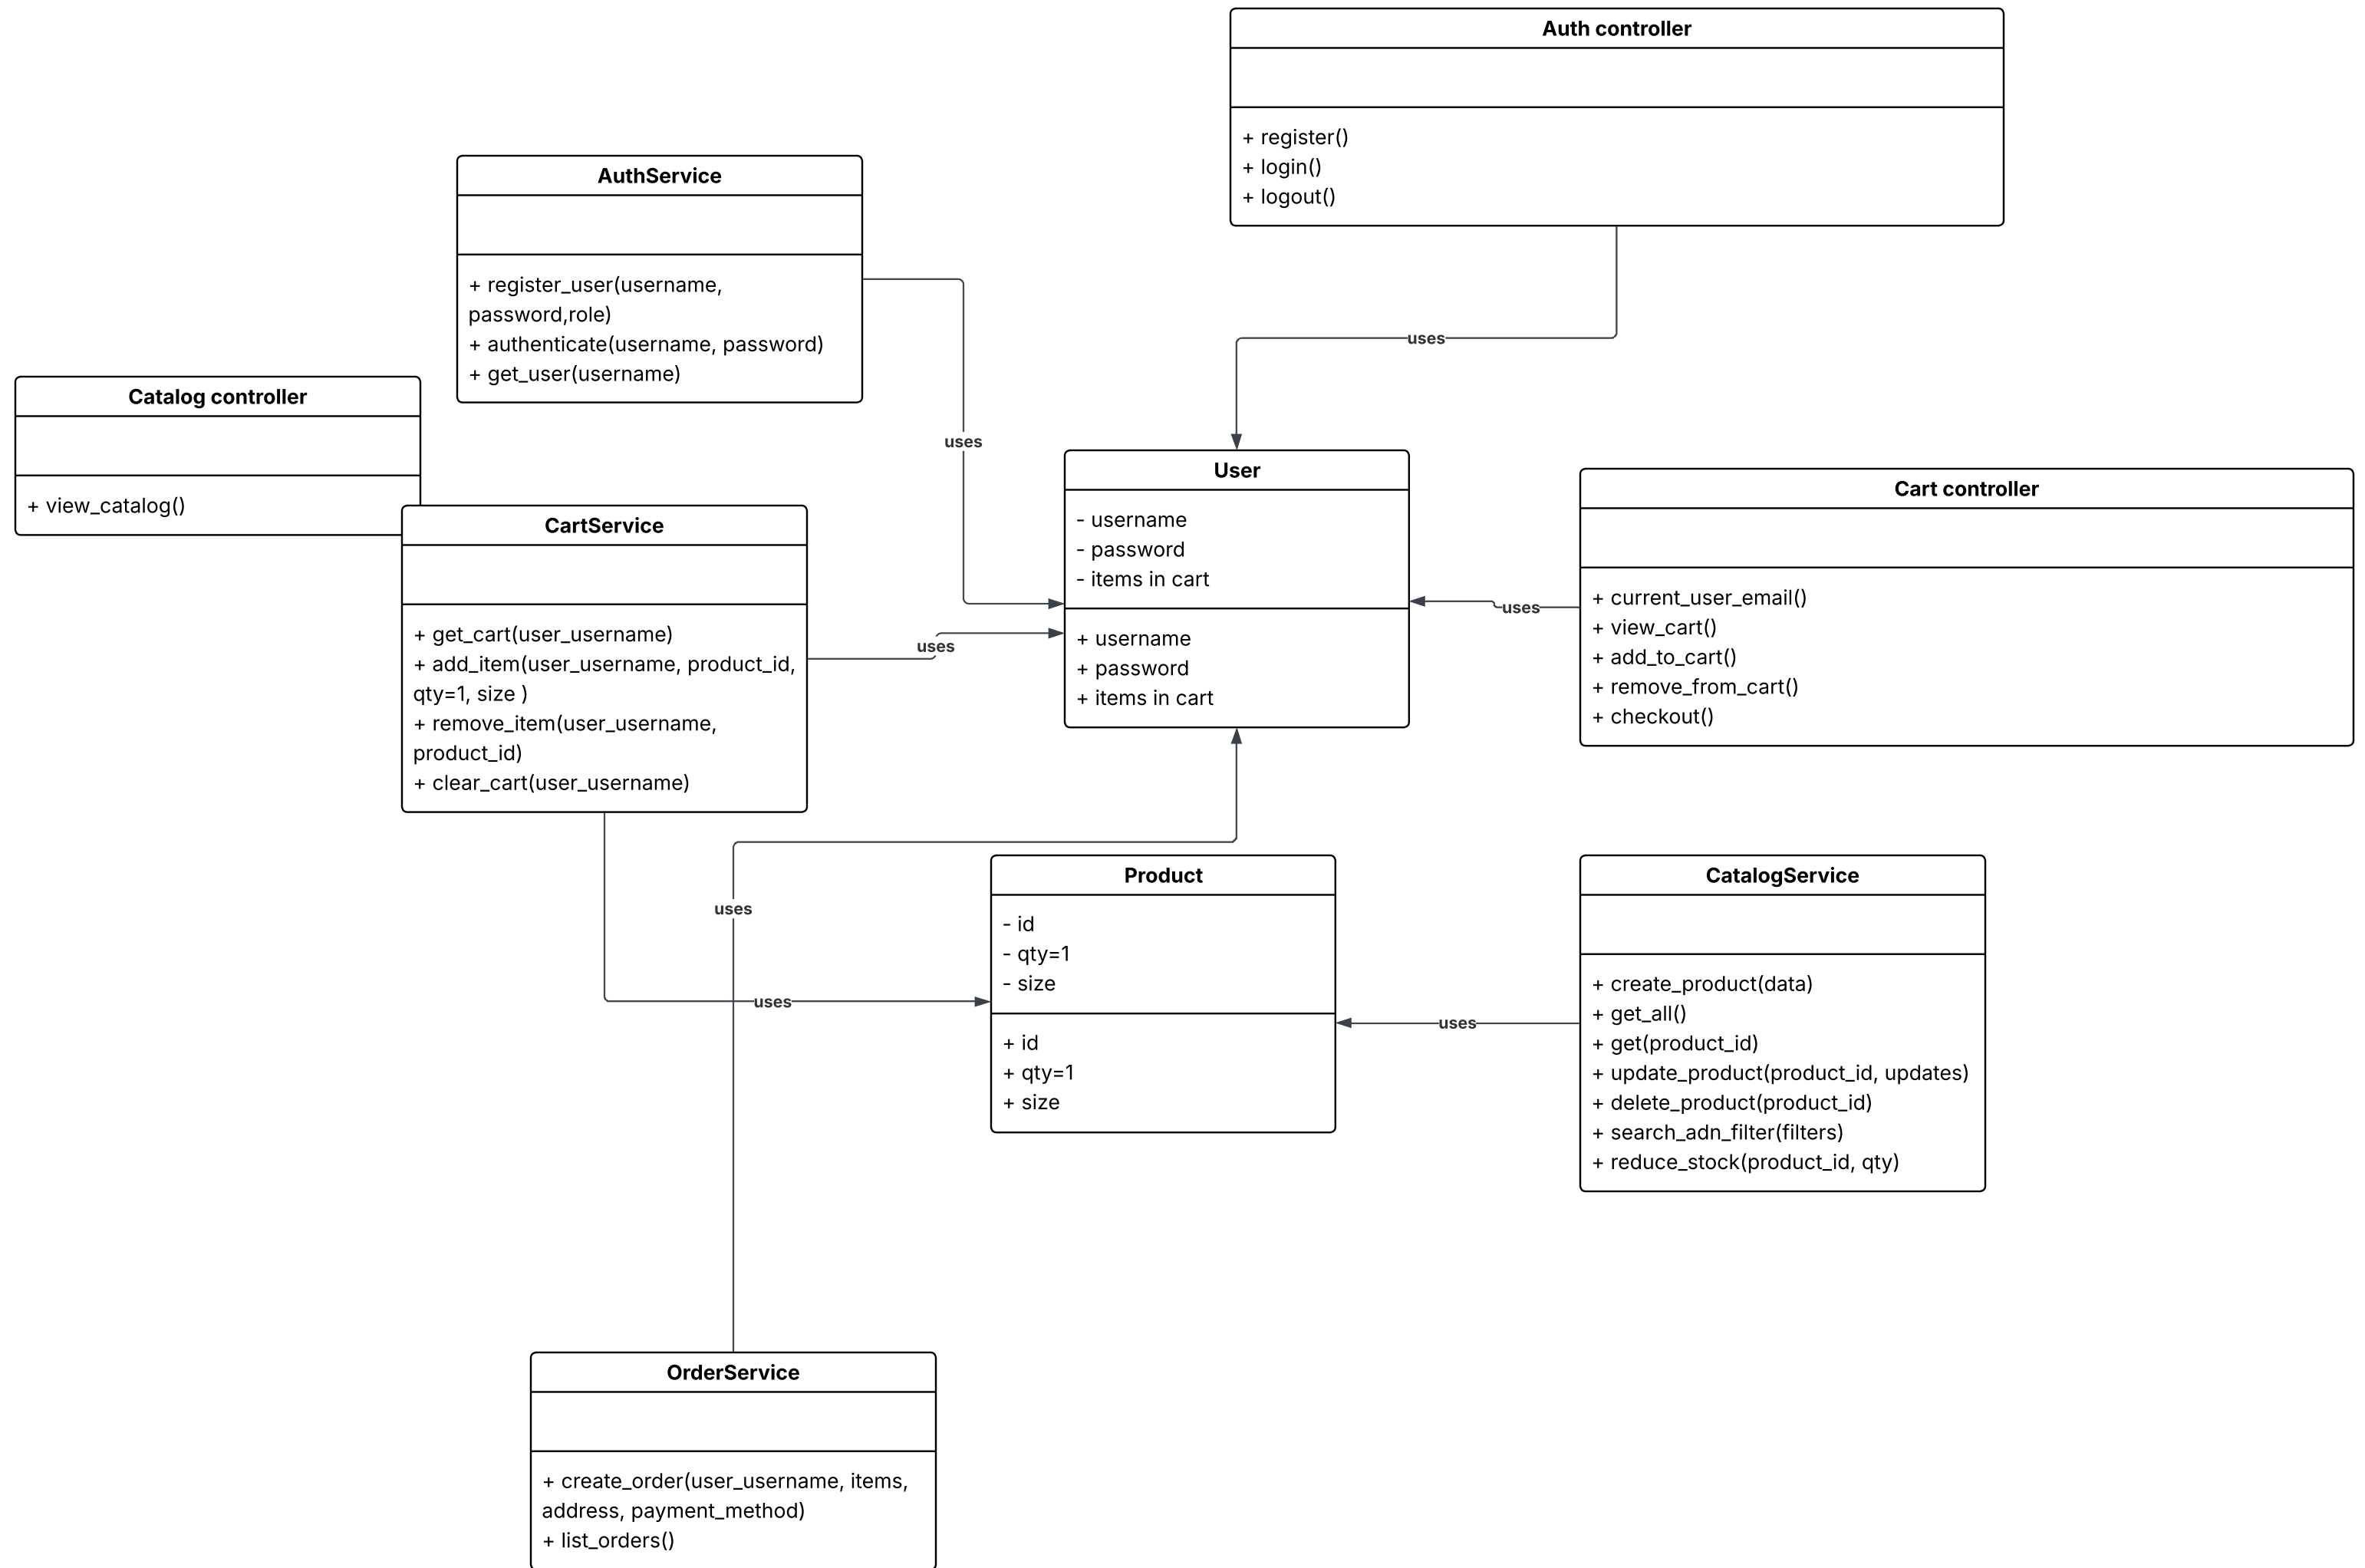 Auth controller
+ register()
+ login()
+ logout()
AuthService
+ register_user(username,
password,role)
+ authenticate(username, password)
+ get_user(username)
uses
uses
Catalog controller
+ view_catalog()
CartService
+ get_cart(user_username)
+ add_item(user_username, product_id,
qty=1, size )
+ remove_item(user_username,
product_id)
+ clear_cart(user_username)
uses
User
- username
- password
- items in cart
+ username
+ password
+ items in cart
uses
Cart controller
+ current_user_email()
+ view_cart()
+ add_to_cart()
+ remove_from_cart()
+ checkout()
uses
uses
Product
- id
- qty=1
- size
+ id
+ qty=1
+ size
uses
CatalogService
+ create_product(data)
+ get_all()
+ get(product_id)
+ update_product(product_id, updates)
+ delete_product(product_id)
+ search_adn_filter(filters)
+ reduce_stock(product_id, qty)
OrderService
+ create_order(user_username, items,
address, payment_method)
+ list_orders()